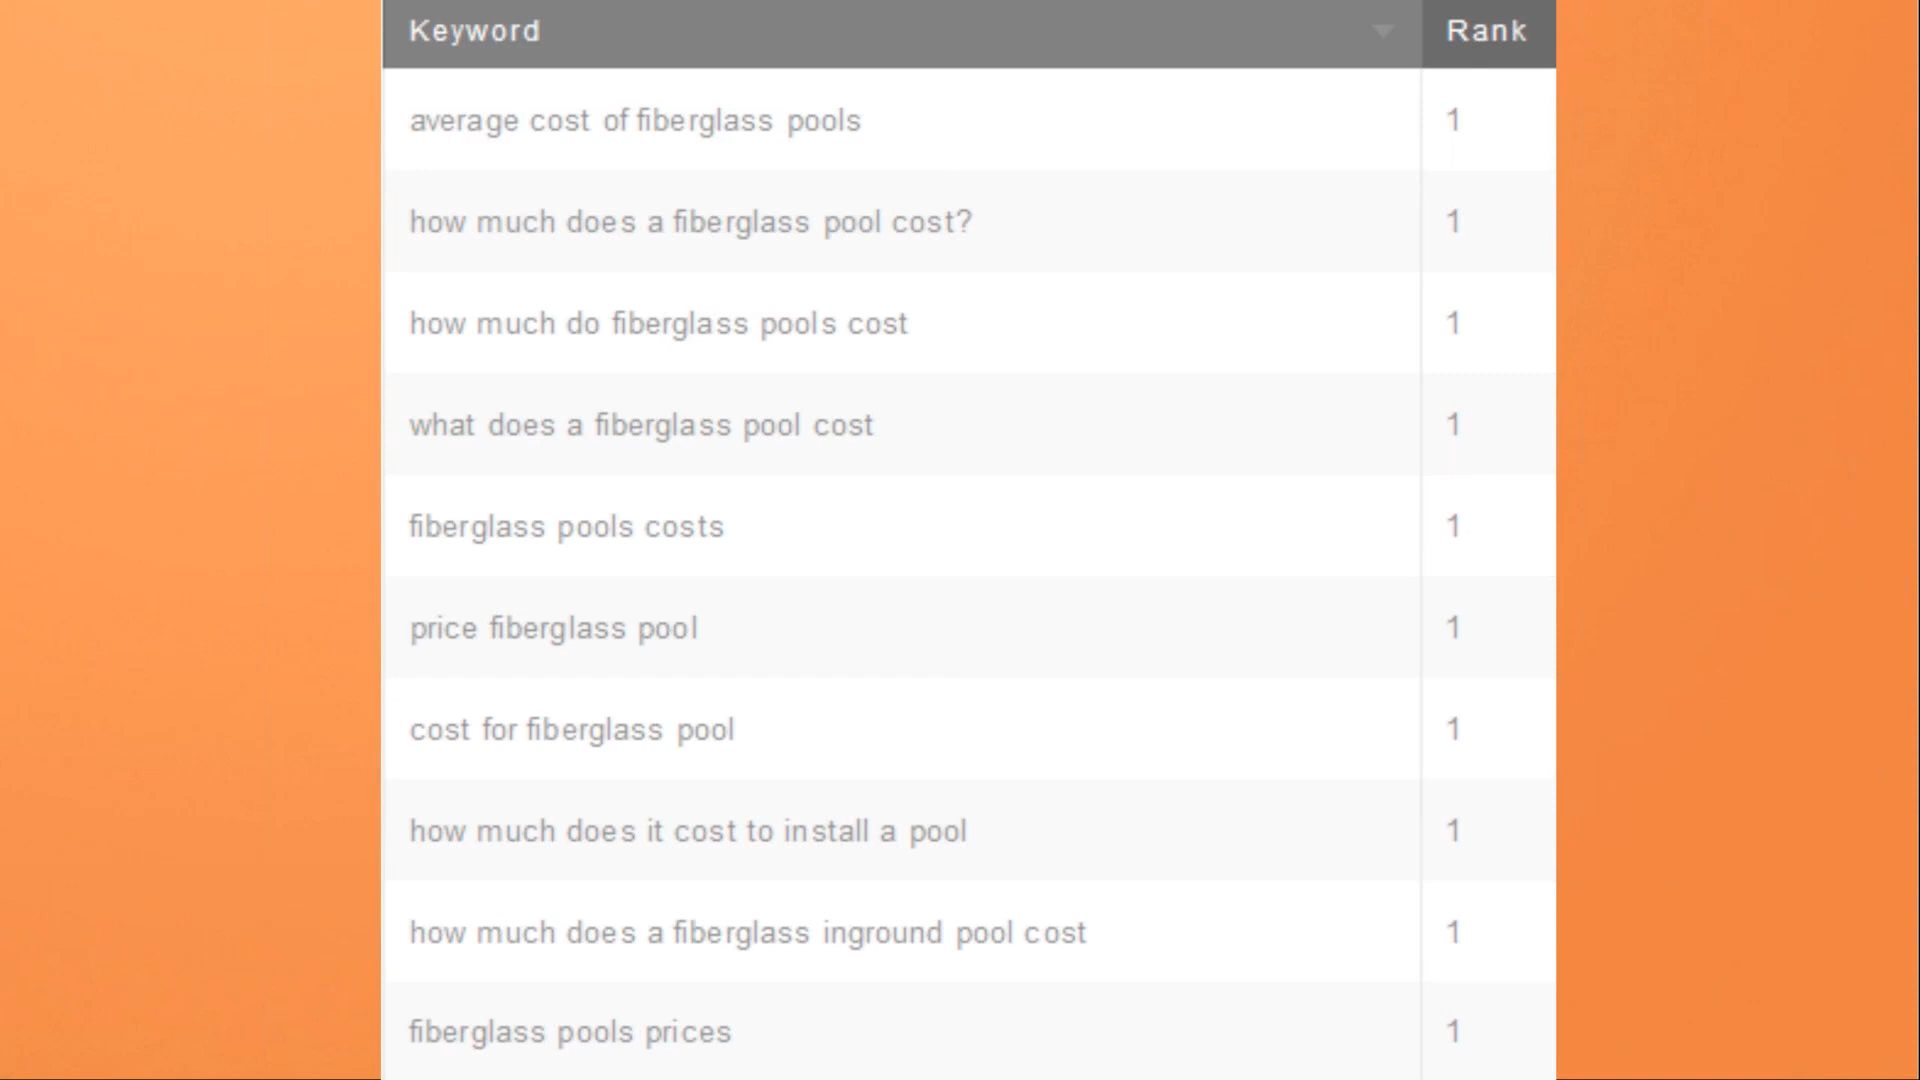 Keyword Rank
average cost of fiberglass pools 1
how much does a fiberglass pool cost? 1
how much do fiberglass pools cost 1
what does a fiberglass pool cost 1
fiberglass pools costs 1
price fiberglass pool 1
cost for fiberglass pool 1
how much does it cost to install a pool 1
how much does a fiberglass inground pool cost 1
fiberglass pools prices 1